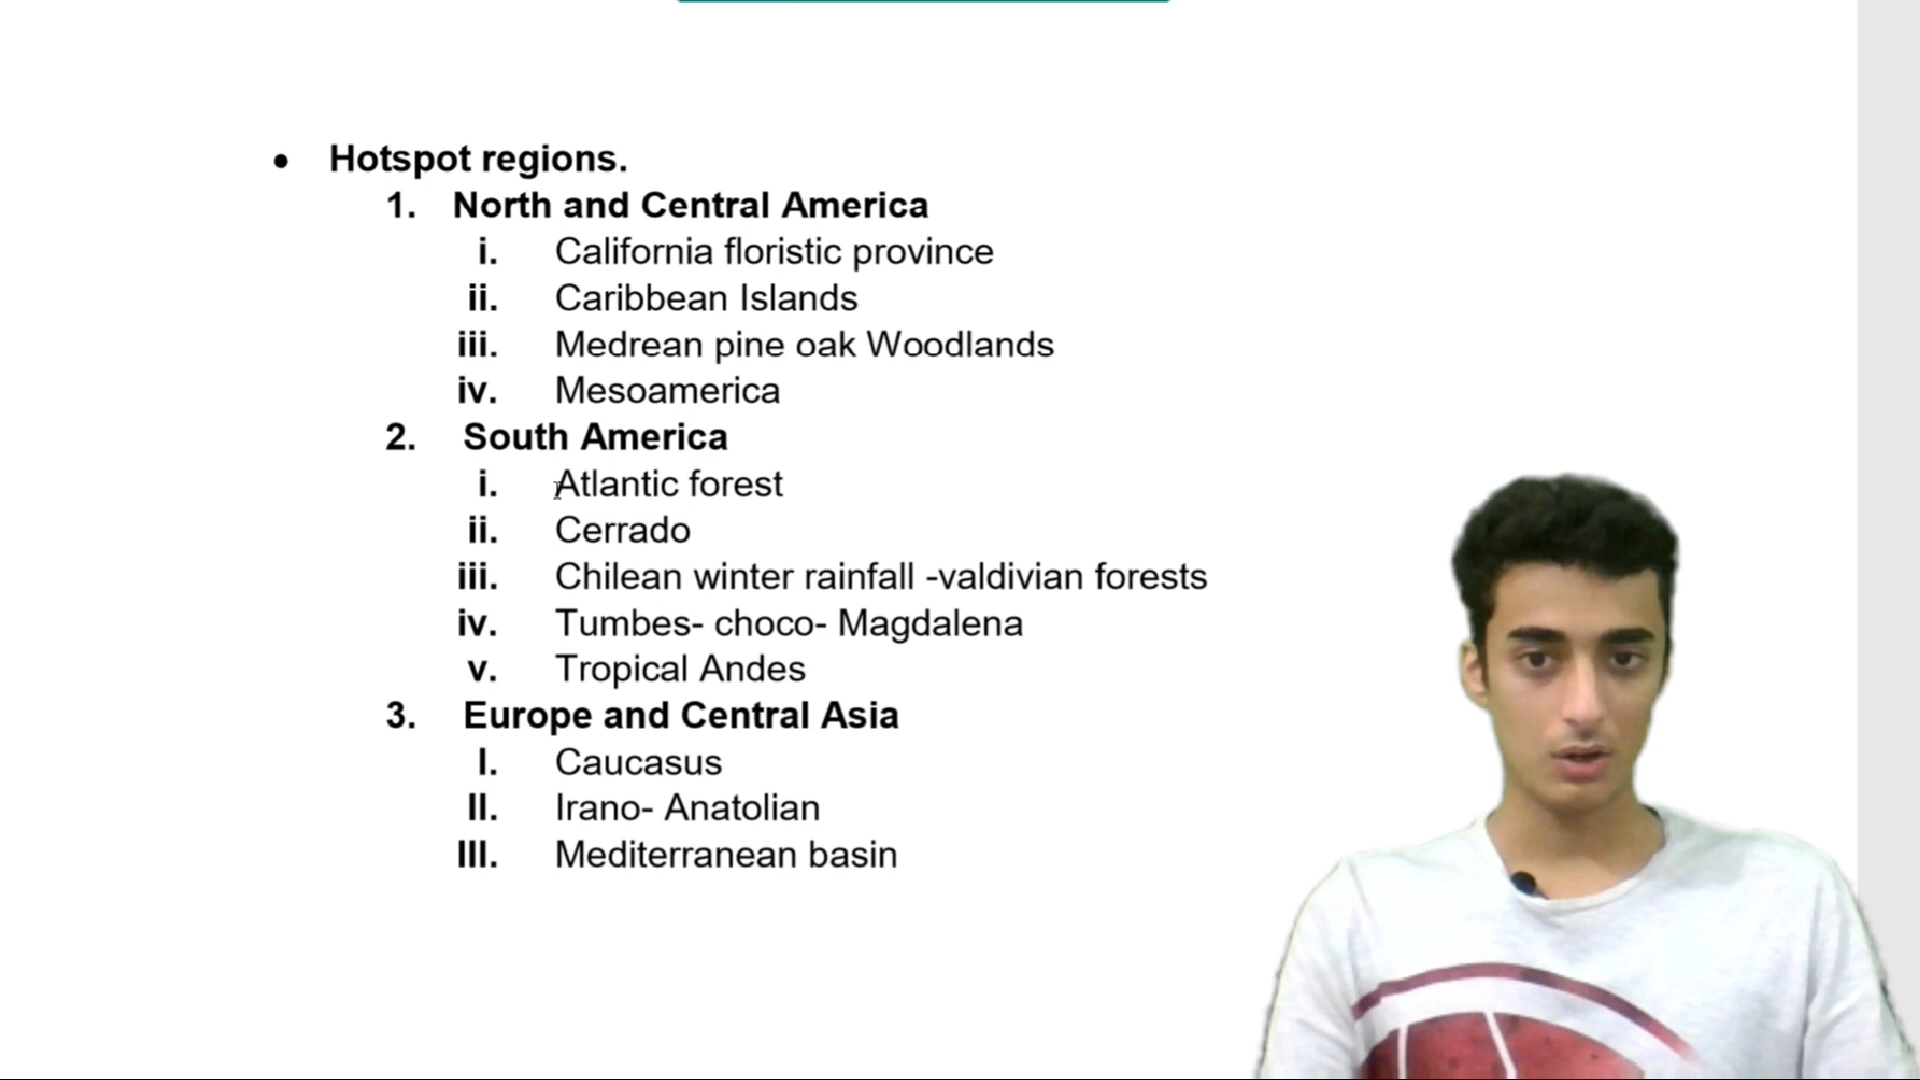 • Hotspot regions.
1. North and Central America
i. California floristic province
ii. Caribbean Islands
iii. Medrean pine oak Woodlands
iv. Mesoamerica
2. South America
i. Atlantic forest
ii. Cerrado
iii. Chilean winter rainfall -valdivian forests
iv. Tumbes- choco- Magdalena
v. Tropical Andes
3. Europe and Central Asia
I. Caucasus
II. Irano- Anatolian
III. Mediterranean basin